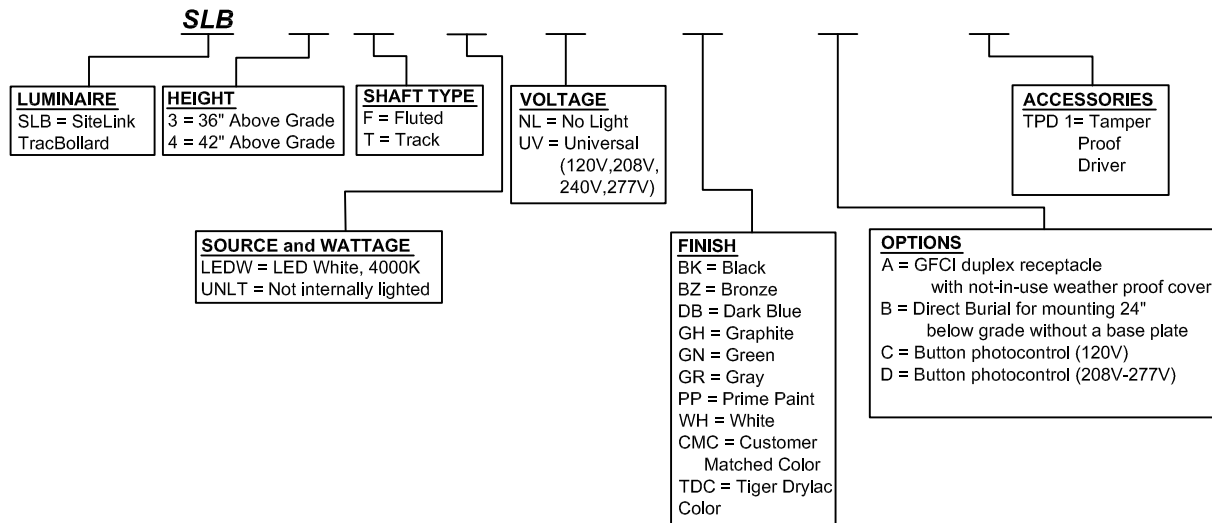 SLB
LUMINAIRE
SLB = SiteLink
TracBollard
HEIGHT
3 = 36" Above Grade
4 = 42" Above Grade
SHAFT TYPE
F = Fluted
T = Track
VOLTAGE
NL = No Light
UV = Universal
(120V,208V,
240V,277V)
ACCESSORIES
TPD 1= Tamper
Proof
Driver
SOURCE and WATTAGE
LEDW = LED White, 4000K
UNLT = Not internally lighted
FINISH
BK = Black
BZ = Bronze
DB = Dark Blue
GH = Graphite
GN = Green
GR = Gray
PP = Prime Paint
WH = White
CMC = Customer
Matched Color
TDC = Tiger Drylac
Color
OPTIONS
A = GFCI duplex receptacle
with not-in-use weather proof cover
B = Direct Burial for mounting 24"
below grade without a base plate
C = Button photocontrol (120V)
D = Button photocontrol (208V-277V)